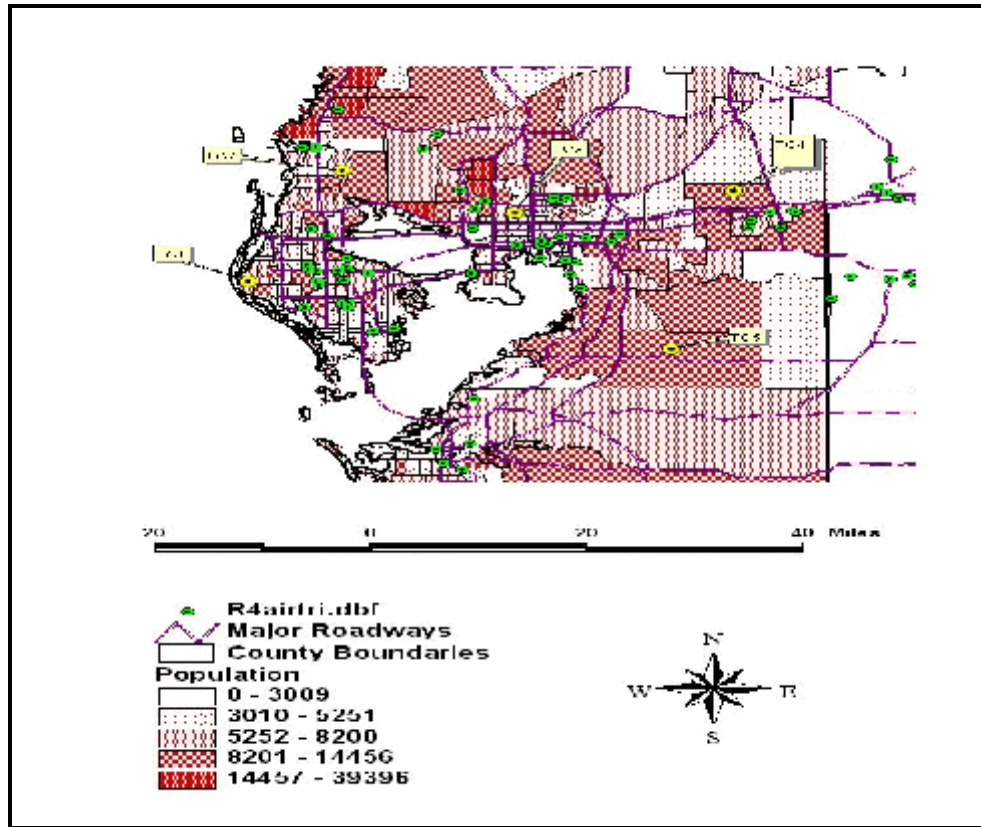 20 0 20 40 Miles
R4airtri.dbf
Major Roadways
County Boundaries
Population
0 - 3009
3010 - 5251
5252 - 8200
8201 - 14456
14457 - 39396
N
W E
S